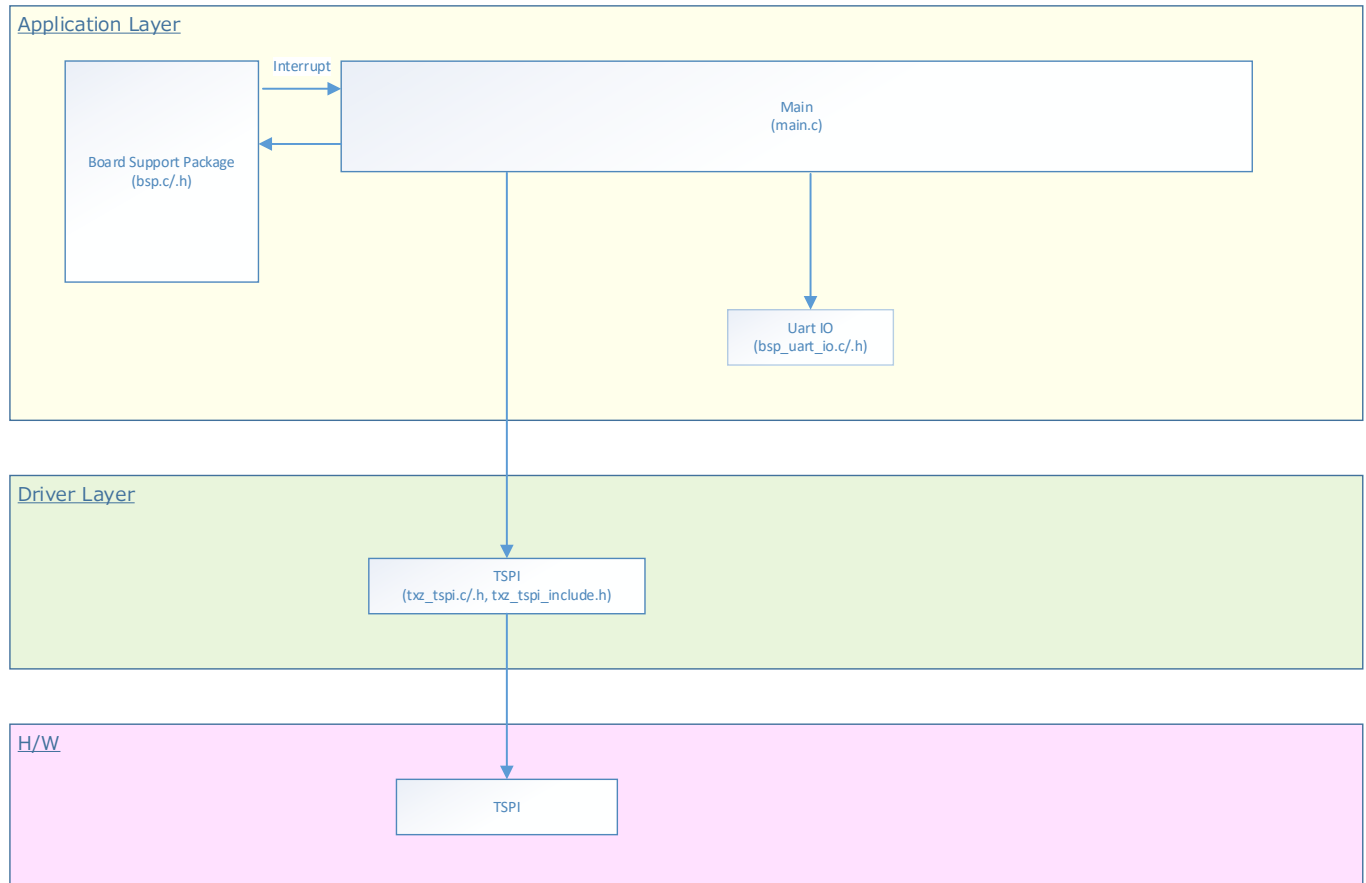 Application Layer
Interrupt
Main
(main.c)
Board Support Package
(bsp.c/.h)
Uart IO
(bsp_uart_io.c/.h)
Driver Layer
TSPI
(txz_tspi.c/.h, txz_tspi_include.h)
H/W
TSPI